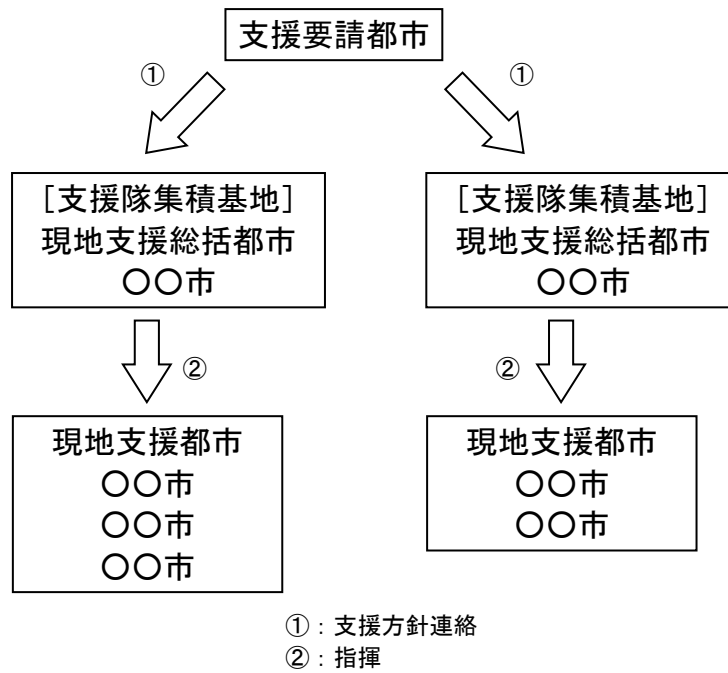 支援要請都市
①
①
[支援隊集積基地]
現地支援総括都市
〇〇市
[支援隊集積基地]
現地支援総括都市
〇〇市
②
②
現地支援都市
〇〇市
〇〇市
〇〇市
現地支援都市
〇〇市
〇〇市
①：支援方針連絡
②：指揮